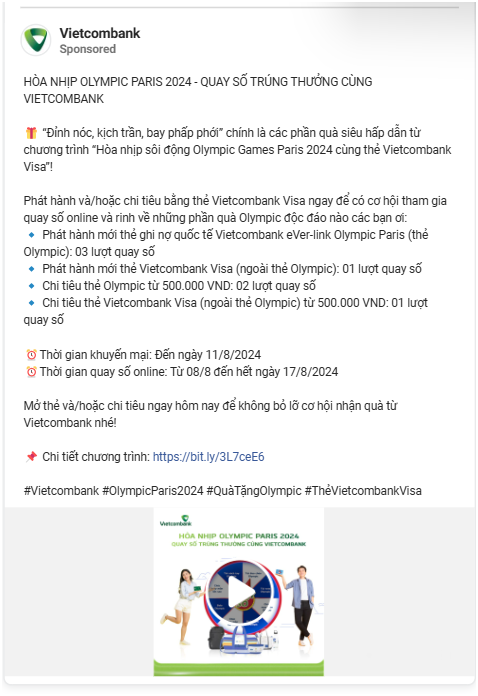 Vietcombank
Sponsored
HÒA NHỊP OLYMPIC PARIS 2024 - QUAY SỐ TRÚNG THƯỞNG CÙNG
VIETCOMBANK
🎁 “Đỉnh nóc, kịch trần, bay phấp phới” chính là các phần quà siêu hấp dẫn từ
chương trình “Hòa nhịp sôi động Olympic Games Paris 2024 cùng thẻ Vietcombank
Visa”!
Phát hành và/hoặc chi tiêu bằng thẻ Vietcombank Visa ngay để có cơ hội tham gia
quay số online và rinh về những phần quà Olympic độc đáo nào các bạn ơi:
🔹 Phát hành mới thẻ ghi nợ quốc tế Vietcombank eVer-link Olympic Paris (thẻ
Olympic): 03 lượt quay số
🔹 Phát hành mới thẻ Vietcombank Visa (ngoài thẻ Olympic): 01 lượt quay số
🔹 Chi tiêu thẻ Olympic từ 500.000 VND: 02 lượt quay số
🔹 Chi tiêu thẻ Vietcombank Visa (ngoài thẻ Olympic) từ 500.000 VND: 01 lượt
quay số
⏰ Thời gian khuyến mại: Đến ngày 11/8/2024
⏰ Thời gian quay số online: Từ 08/8 đến hết ngày 17/8/2024
Mở thẻ và/hoặc chi tiêu ngay hôm nay để không bỏ lỡ cơ hội nhận quà từ
Vietcombank nhé!
📌 Chi tiết chương trình: https://bit.ly/3L7ceE6
#Vietcombank #OlympicParis2024 #QuàTặngOlympic #ThẻVietcombankVisa
Vietcombank
HÒA NHỊP OLYMPIC PARIS 2024
QUAY SỐ TRÚNG THƯỞNG CÙNG VIETCOMBANK